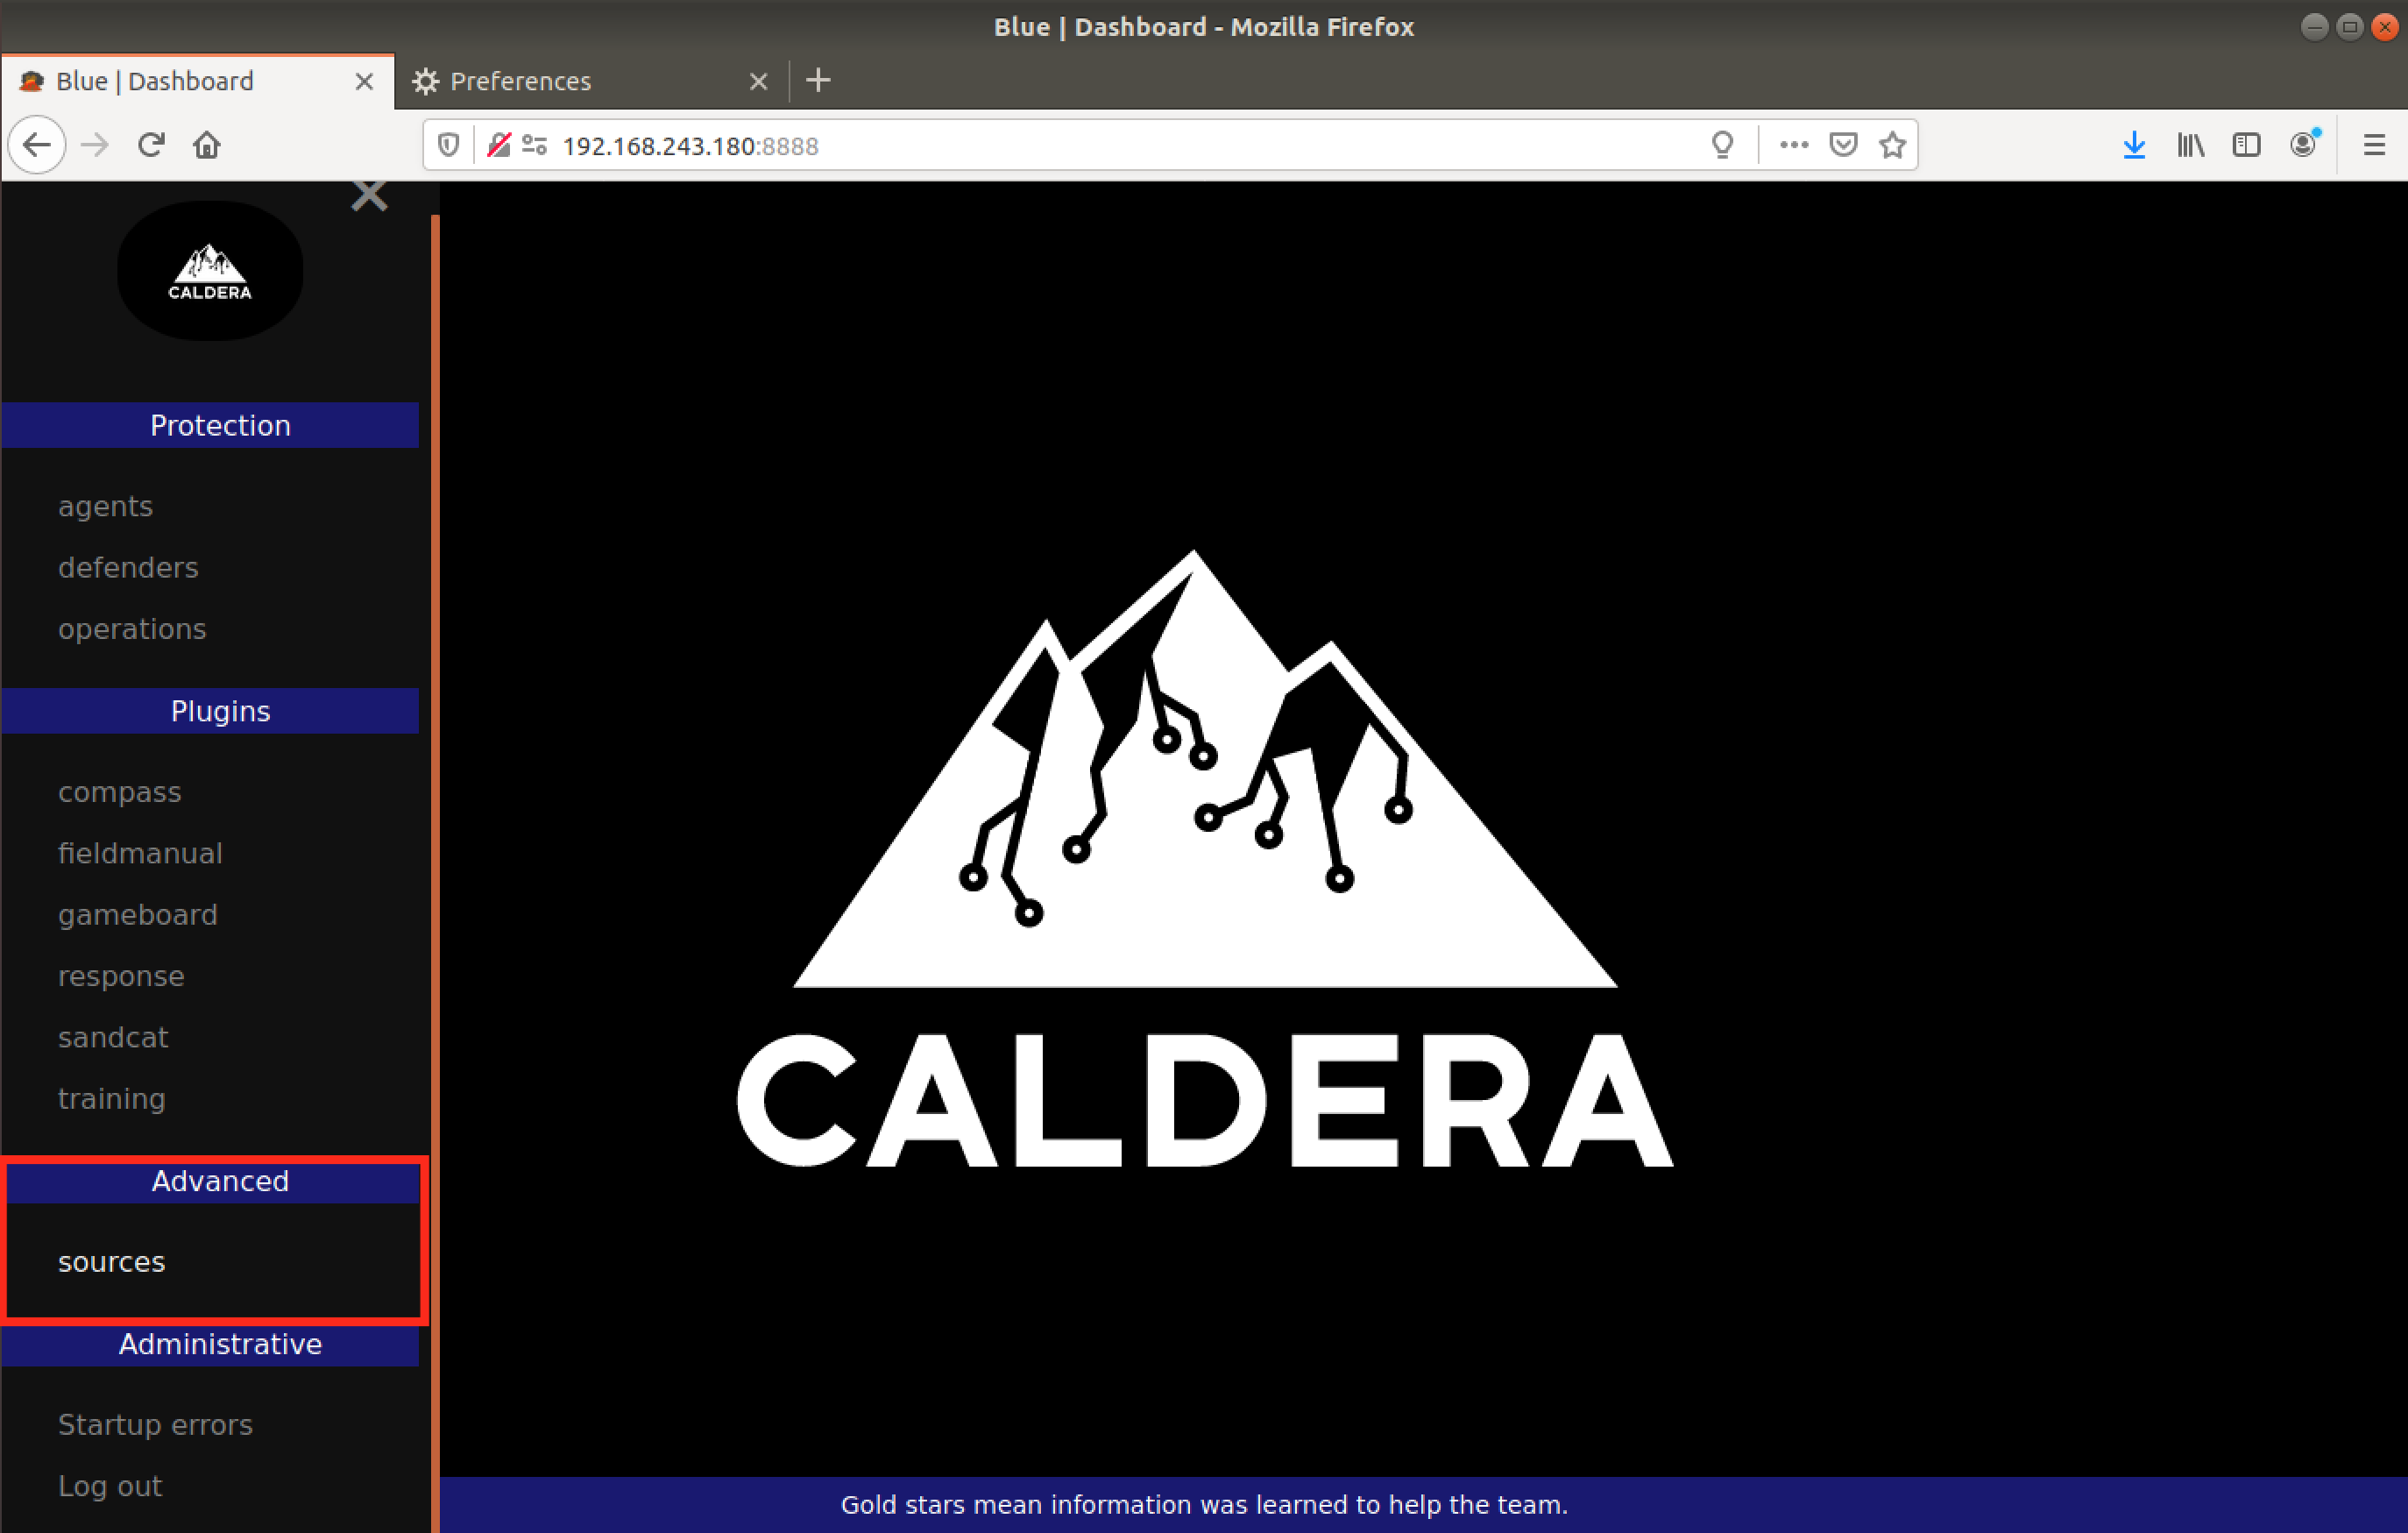 Blue | Dashboard - Mozilla Firefox
Blue | Dashboard
Preferences
192.168.243.180:8888
CALDERA
Protection
agents
defenders
operations
Plugins
compass
fieldmanual
gameboard
response
sandcat
training
Advanced
sources
Administrative
Startup errors
Log out
CALDERA
Gold stars mean information was learned to help the team.